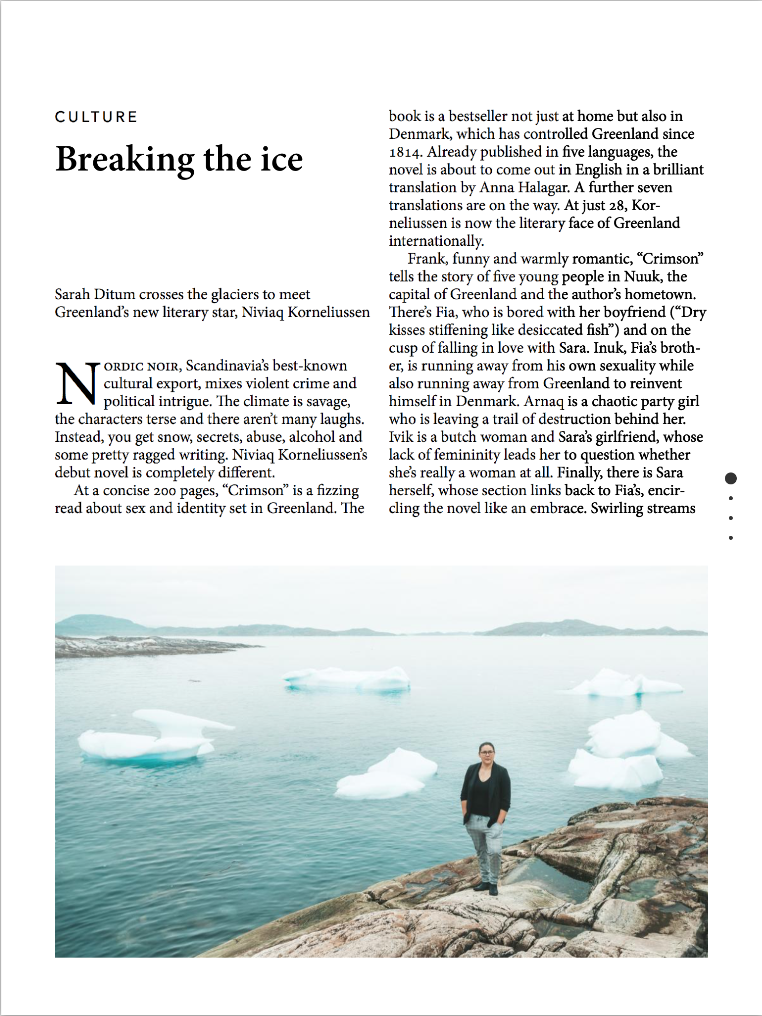 CULTURE
Breaking the ice
Sarah Ditum crosses the glaciers to meet
Greenland’s new literary star, Niviaq Korneliussen
NORDIC NOIR, Scandinavia’s best-known
cultural export, mixes violent crime and
political intrigue. The climate is savage,
the characters terse and there aren’t many laughs.
Instead, you get snow, secrets, abuse, alcohol and
some pretty ragged writing. Niviaq Korneliussen’s
debut novel is completely different.
At a concise 200 pages, “Crimson” is a fizzing
read about sex and identity set in Greenland. The
book is a bestseller not just at home but also in
Denmark, which has controlled Greenland since
1814. Already published in five languages, the
novel is about to come out in English in a brilliant
translation by Anna Halagar. A further seven
translations are on the way. At just 28, Kor-
neliussen is now the literary face of Greenland
internationally.
Frank, funny and warmly romantic, “Crimson”
tells the story of five young people in Nuuk, the
capital of Greenland and the author’s hometown.
There’s Fia, who is bored with her boyfriend (“Dry
kisses stiffening like desiccated fish”) and on the
cusp of falling in love with Sara. Inuk, Fia’s broth-
er, is running away from his own sexuality while
also running away from Greenland to reinvent
himself in Denmark. Arnaq is a chaotic party girl
who is leaving a trail of destruction behind her.
Ivik is a butch woman and Sara’s girlfriend, whose
lack of femininity leads her to question whether
she’s really a woman at all. Finally, there is Sara
herself, whose section links back to Fia’s, encir-
cling the novel like an embrace. Swirling streams